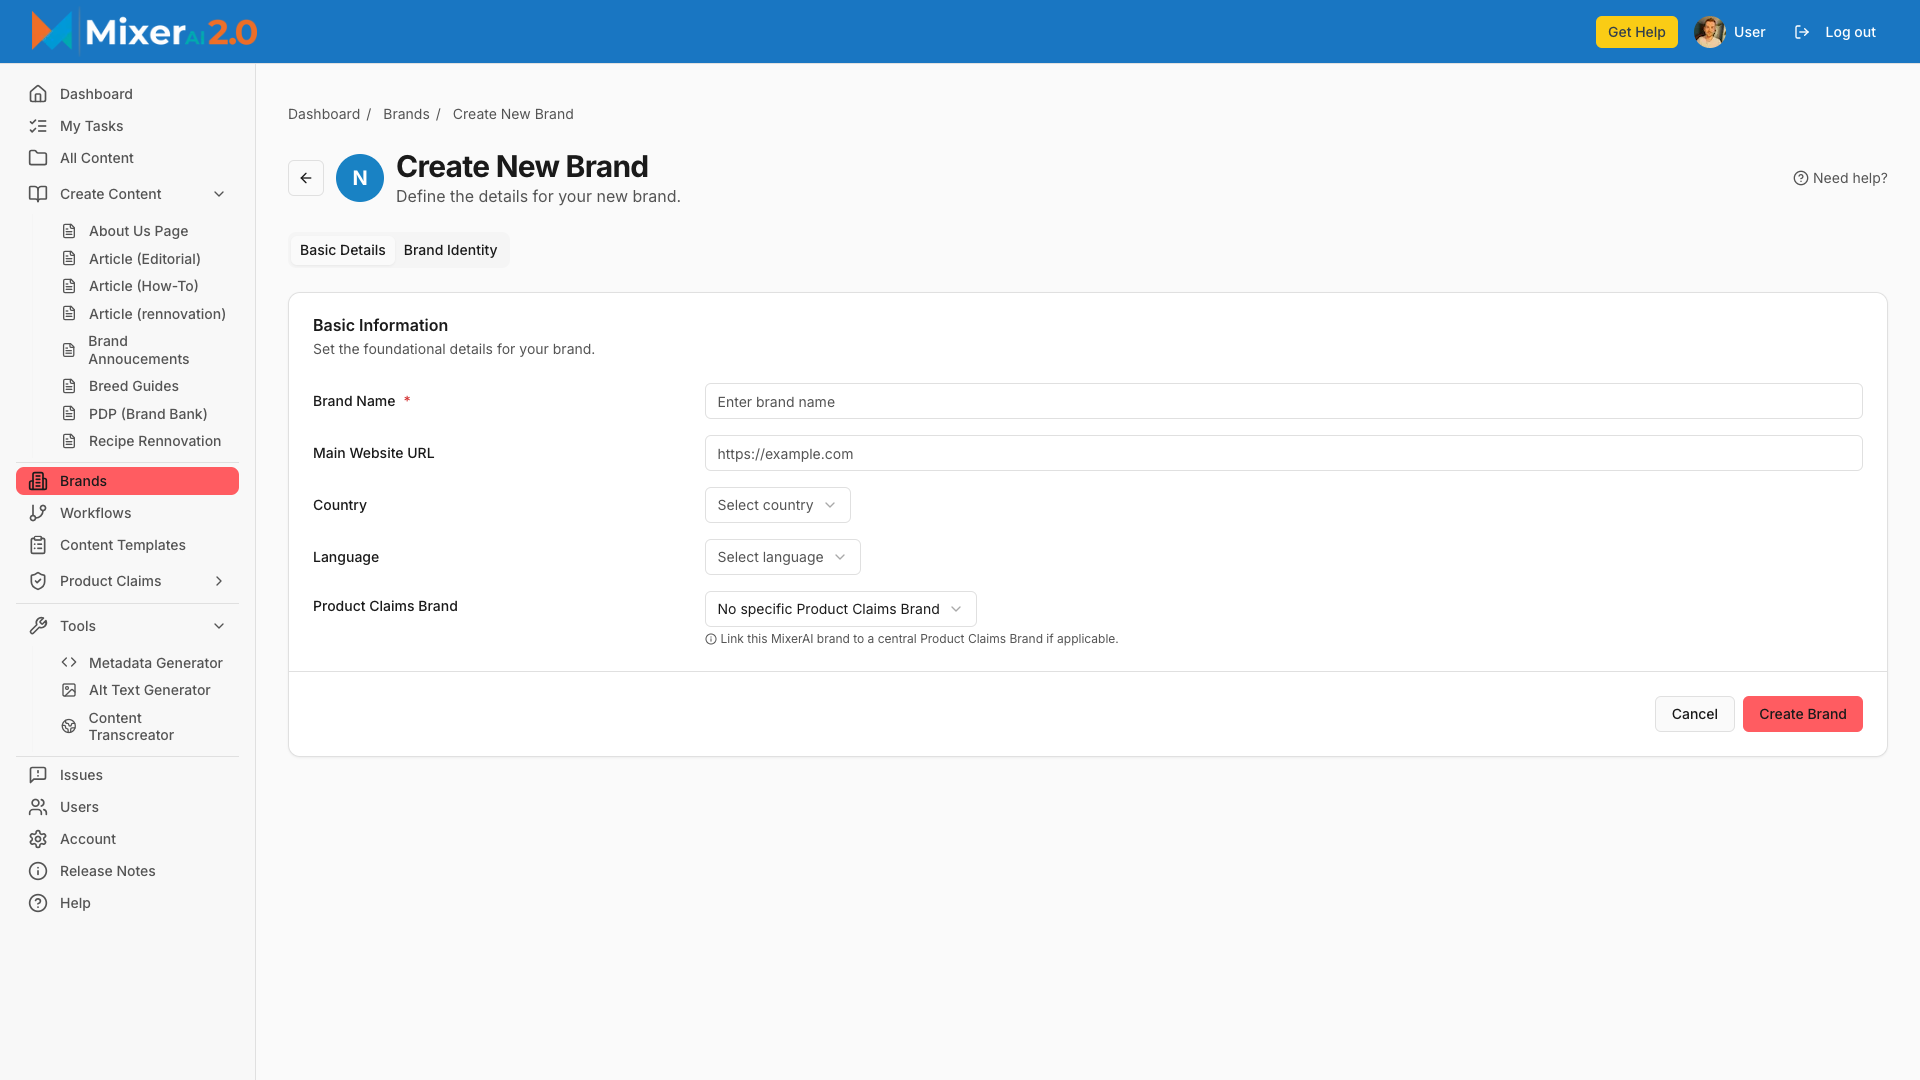 MixerAI 2.0
Get Help
User
Log out
Dashboard
My Tasks
All Content
Create Content
About Us Page
Article (Editorial)
Article (How-To)
Article (rennovation)
Brand
Annoucements
Breed Guides
PDP (Brand Bank)
Recipe Rennovation
Brands
Workflows
Content Templates
Product Claims
Tools
Metadata Generator
Alt Text Generator
Content
Transcreator
Issues
Users
Account
Release Notes
Help
Dashboard / Brands / Create New Brand
N
Create New Brand
Define the details for your new brand.
Need help?
Basic Details
Brand Identity
Basic Information
Set the foundational details for your brand.
Brand Name *
Enter brand name
Main Website URL
https://example.com
Country
Select country
Language
Select language
Product Claims Brand
No specific Product Claims Brand
Link this MixerAI brand to a central Product Claims Brand if applicable.
Cancel
Create Brand